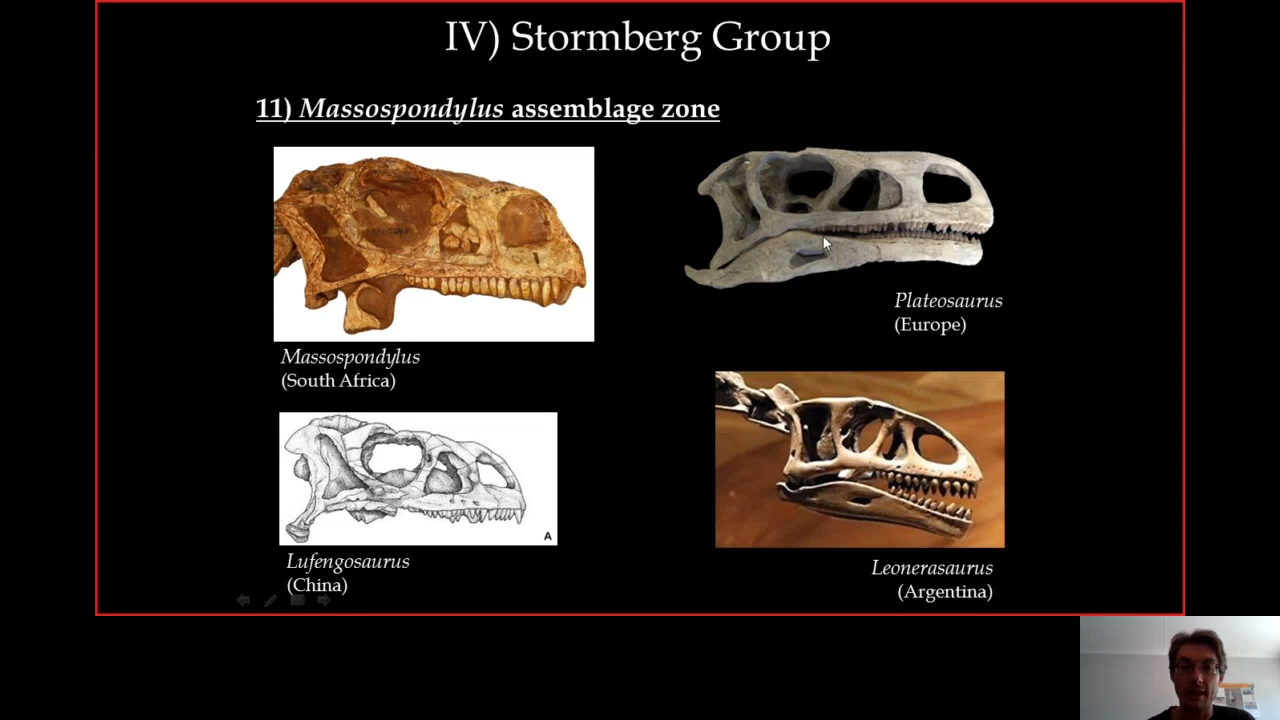 IV) Stormberg Group
11) Massospondylus assemblage zone
Massospondylus
(South Africa)
Plateosaurus
(Europe)
A
Lufengosaurus
(China)
Leonerasaurus
(Argentina)